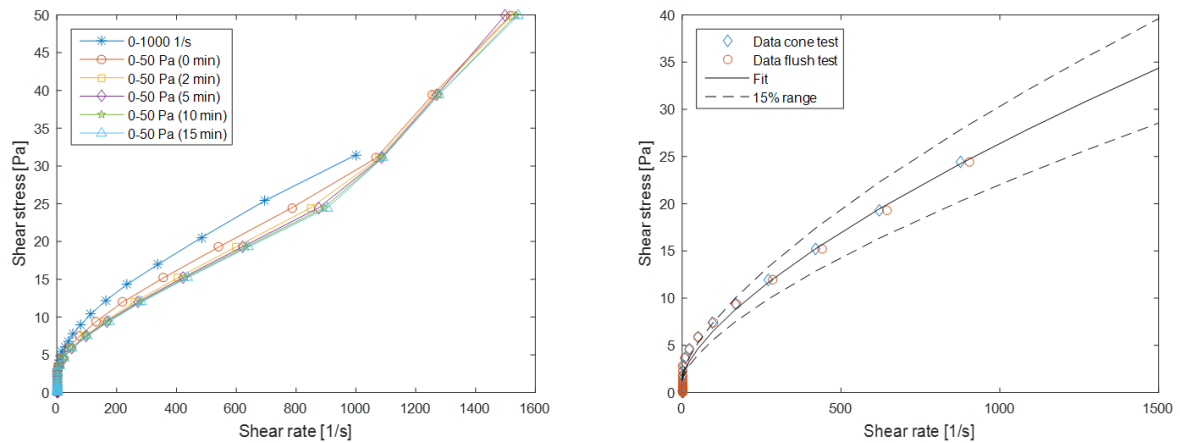 50
45
40
35
30
25
20
15
10
5
0
Shear stress [Pa]
0-1000 1/s
0-50 Pa (0 min)
0-50 Pa (2 min)
0-50 Pa (5 min)
0-50 Pa (10 min)
0-50 Pa (15 min)
0 200 400 600 800 1000 1200 1400 1600
Shear rate [1/s]
40
35
30
25
20
15
10
5
0
Shear stress [Pa]
Data cone test
Data flush test
Fit
15% range
0 500 1000 1500
Shear rate [1/s]